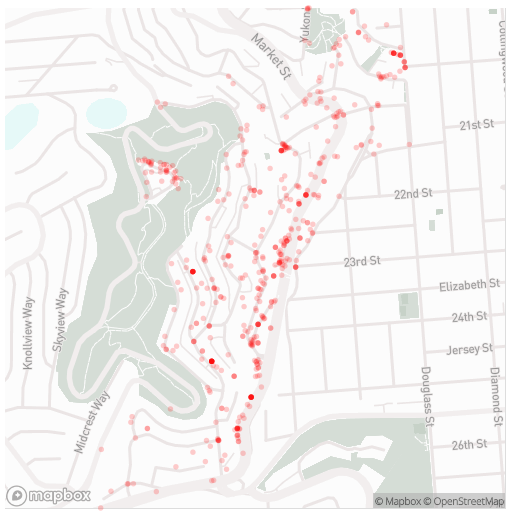 Yukon
Market St
21st St
22nd St
23rd St
Elizabeth St
24th St
Jersey St
Knollview Way
Skyview Way
Midcrest Way
Douglass St
Diamond St
26th St
mapbox
© Mapbox © OpenStreetMap